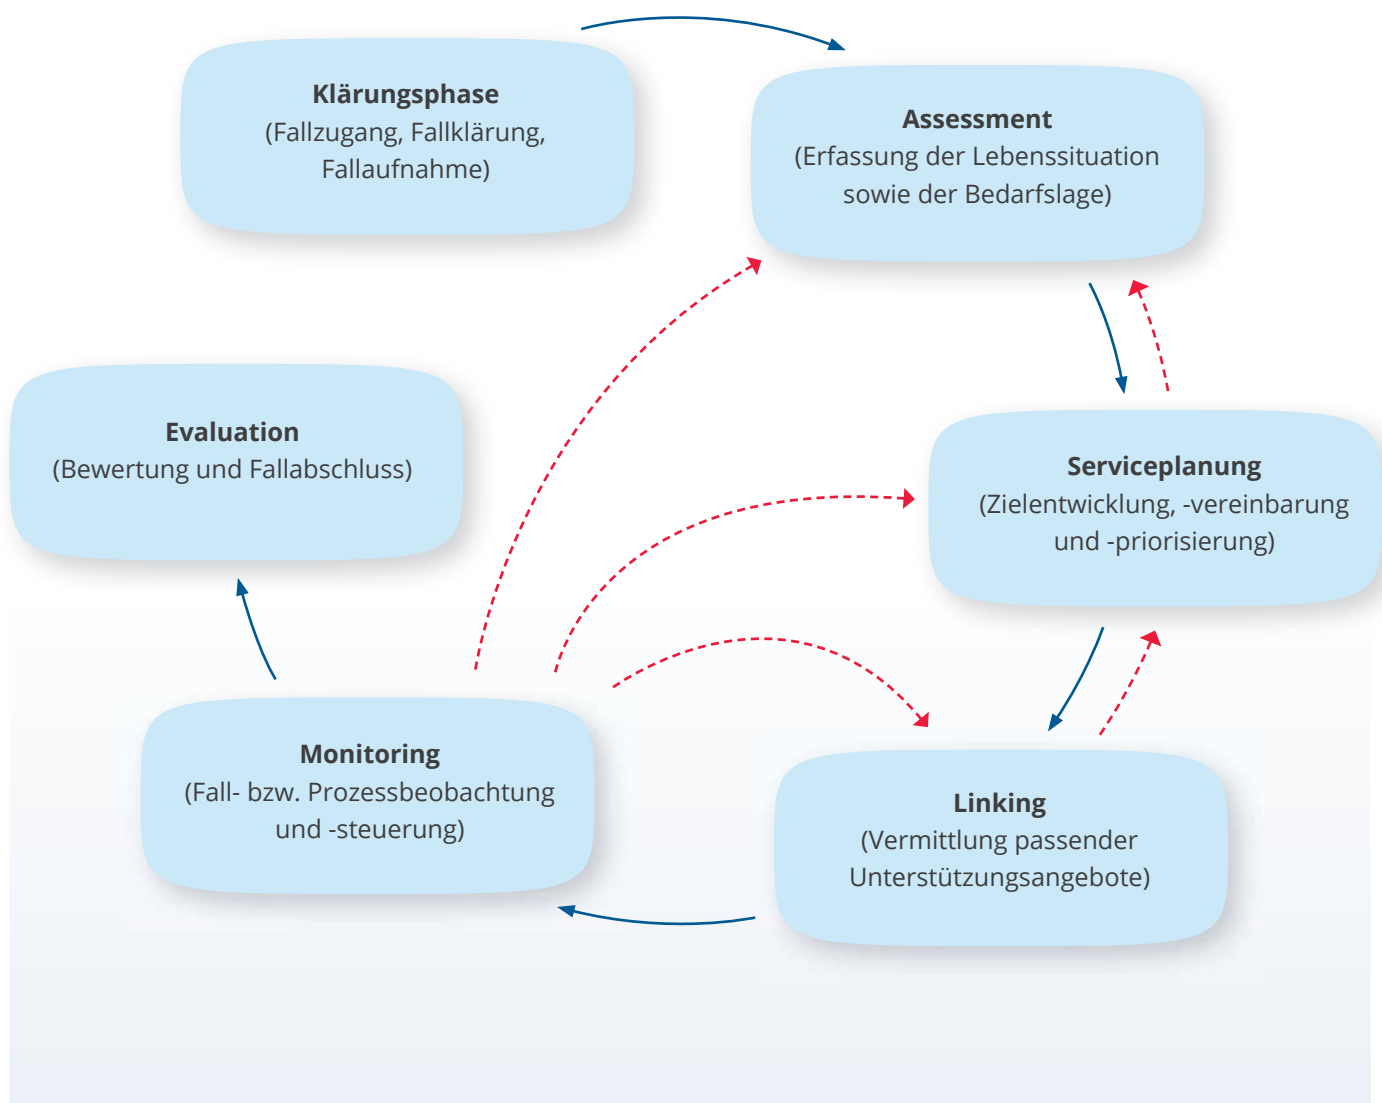 Klärungsphase
(Fallzugang, Fallklärung,
Fallaufnahme)
Assessment
(Erfassung der Lebenssituation
sowie der Bedarfslage)
Serviceplanung
(Zielentwicklung, -vereinbarung
und -priorisierung)
Linking
(Vermittlung passender
Unterstützungsangebote)
Monitoring
(Fall- bzw. Prozessbeobachtung
und -steuerung)
Evaluation
(Bewertung und Fallabschluss)